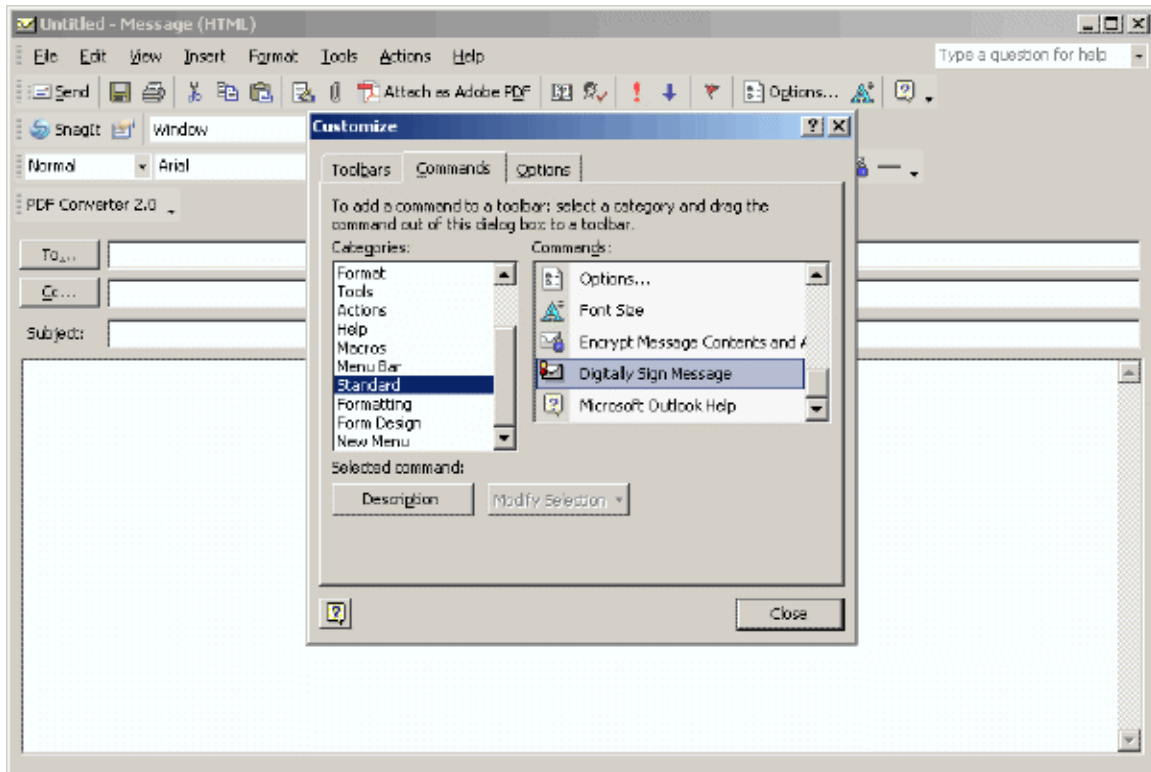 Untitled - Message (HTML)
File Edit View Insert Format Tools Actions Help Type a question for help
Send Attach as Adobe PDF Options...
SnagIt Window
Normal Arial
PDF Converter 2.0
To...
Cc...
Subject:
Customize
Toolbars Commands Options
To add a command to a toolbar: select a category and drag the
command out of this dialog box to a toolbar.
Categories: Commands:
Format
Tools
Actions
Help
Macros
Menu Bar
Standard
Formatting
Form Design
New Menu
Options...
Font Size
Encrypt Message Contents and A
Digitally Sign Message
Microsoft Outlook Help
Selected command:
Description Modify Selection
Close